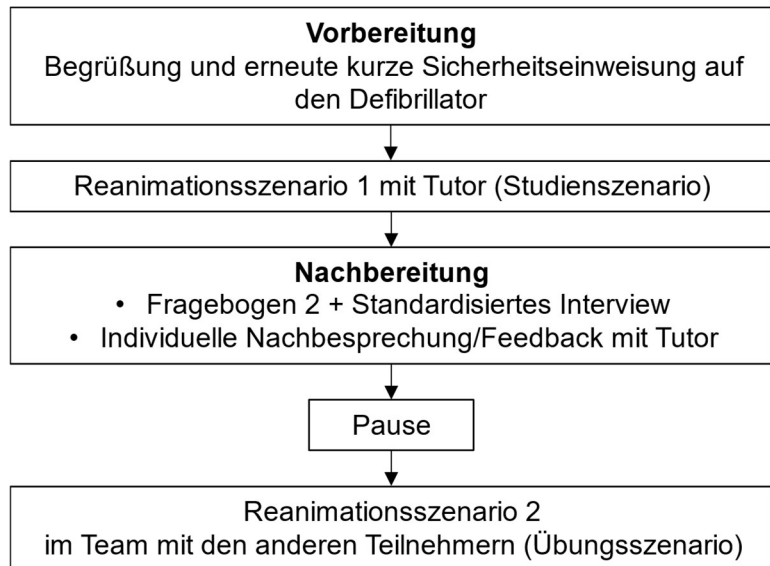 Vorbereitung
Begrüßung und erneute kurze Sicherheitseinweisung auf
den Defibrillator
Reanimationsszenario 1 mit Tutor (Studienszenario)
Nachbereitung
• Fragebogen 2 + Standardisiertes Interview
• Individuelle Nachbesprechung/Feedback mit Tutor
Pause
Reanimationsszenario 2
im Team mit den anderen Teilnehmern (Übungsszenario)